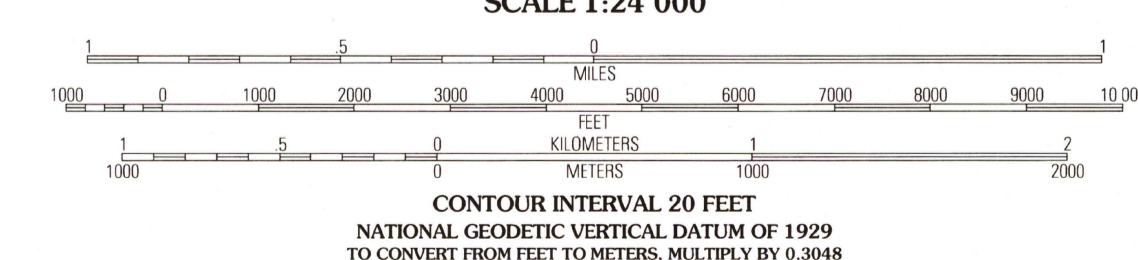 SCALE 1:24 000
1 .5 0 1
MILES
1000 0 1000 2000 3000 4000 5000 6000 7000 8000 9000 10 00
FEET
1 .5 0 KILOMETERS 1 2
1000 0 METERS 1000 2000
CONTOUR INTERVAL 20 FEET
NATIONAL GEODETIC VERTICAL DATUM OF 1929
TO CONVERT FROM FEET TO METERS, MULTIPLY BY 0.3048